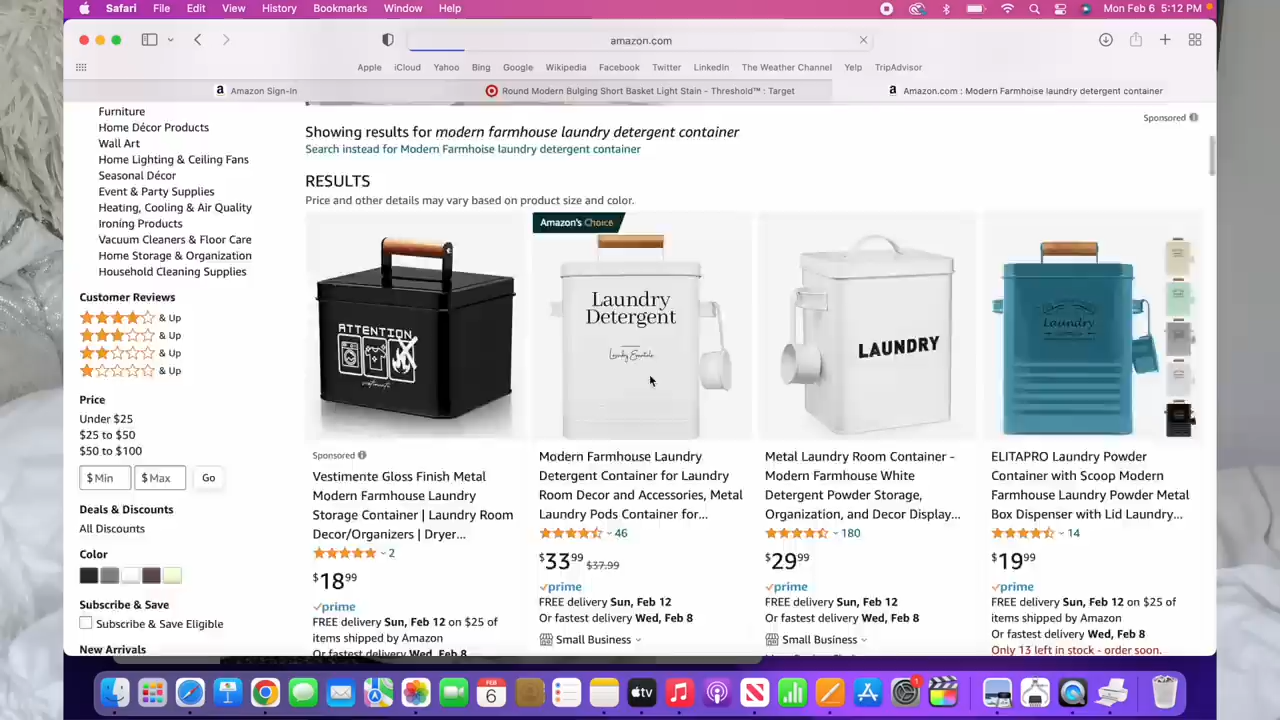 Safari File Edit View History Bookmarks Window Help Mon Feb 6 5:12 PM
amazon.com
Apple iCloud Yahoo Bing Google Wikipedia Facebook Twitter LinkedIn The Weather Channel Yelp TripAdvisor
Amazon Sign-In Round Modern Bulging Short Basket Light Stain - Threshold™ : Target Amazon.com : Modern Farmhoise laundry detergent container
Furniture
Home Décor Products
Wall Art
Home Lighting & Ceiling Fans
Seasonal Décor
Event & Party Supplies
Heating, Cooling & Air Quality
Ironing Products
Vacuum Cleaners & Floor Care
Home Storage & Organization
Household Cleaning Supplies
Customer Reviews
& Up
& Up
& Up
& Up
Price
Under $25
$25 to $50
$50 to $100
$ Min $ Max Go
Deals & Discounts
All Discounts
Color
Subscribe & Save
Subscribe & Save Eligible
New Arrivals
Sponsored
Showing results for modern farmhouse laundry detergent container
Search instead for Modern Farmhoise laundry detergent container
RESULTS
Price and other details may vary based on product size and color.
ATTENTION
Sponsored
Vestimente Gloss Finish Metal
Modern Farmhouse Laundry
Storage Container | Laundry Room
Decor/Organizers | Dryer...
2
$18.99
prime
FREE delivery Sun, Feb 12 on $25 of
items shipped by Amazon
Or fastest delivery Wed, Feb 8
Amazon's Choice
Laundry
Detergent
Laundry Essentials
Modern Farmhouse Laundry
Detergent Container for Laundry
Room Decor and Accessories, Metal
Laundry Pods Container for...
46
$33.99 $37.99
prime
FREE delivery Sun, Feb 12
Or fastest delivery Wed, Feb 8
Small Business
LAUNDRY
Metal Laundry Room Container -
Modern Farmhouse White
Detergent Powder Storage,
Organization, and Decor Display...
180
$29.99
prime
FREE delivery Sun, Feb 12
Or fastest delivery Wed, Feb 8
Small Business
Laundry
ELITAPRO Laundry Powder
Container with Scoop Modern
Farmhouse Laundry Powder Metal
Box Dispenser with Lid Laundry...
14
$19.99
prime
FREE delivery Sun, Feb 12 on $25 of
items shipped by Amazon
Or fastest delivery Wed, Feb 8
Only 13 left in stock - order soon.
FEB
6
tv
1